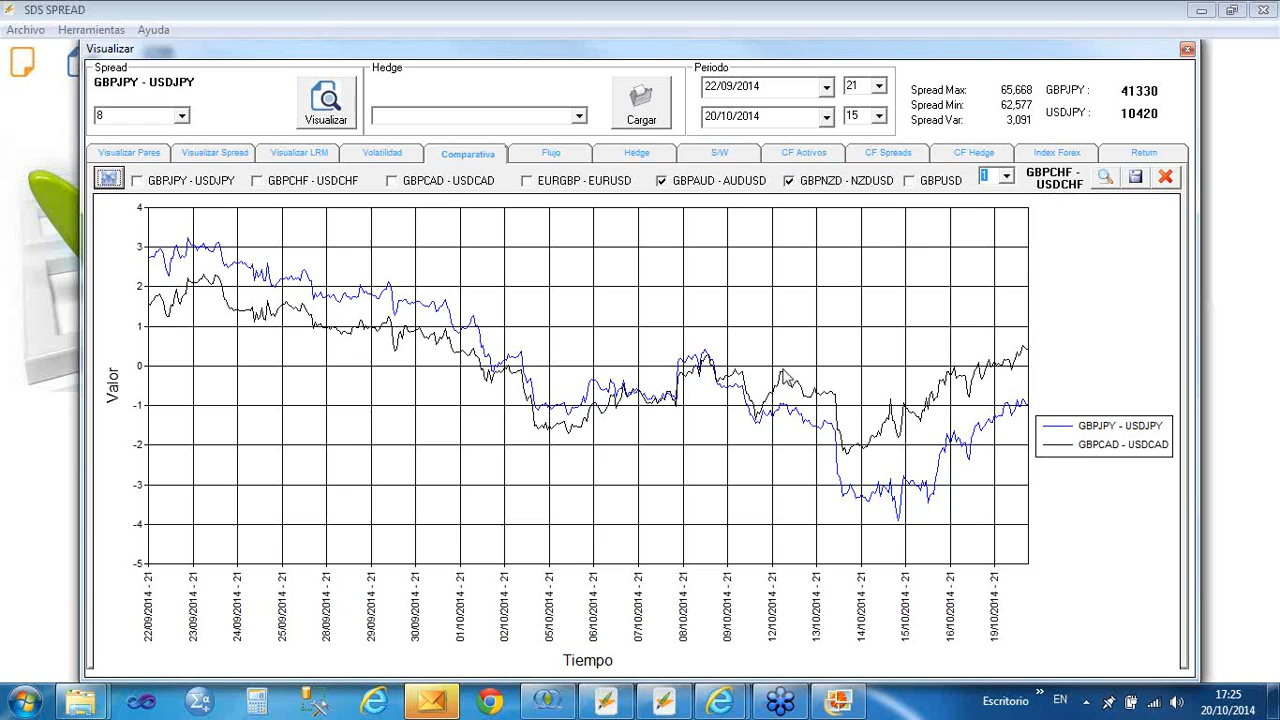 SDS SPREAD
Archivo Herramientas Ayuda
Visualizar
Spread
GBPJPY - USDJPY
8
Visualizar
Hedge
Cargar
Periodo
22/09/2014 21
20/10/2014 15
Spread Max: 65,668
Spread Min: 62,577
Spread Var: 3,091
GBPJPY : 41330
USDJPY : 10420
Visualizar Pares Visualizar Spread Visualizar LRM Volatilidad Comparativa Flujo Hedge S/W CF Activos CF Spreads CF Hedge Index Forex Return
GBPJPY - USDJPY GBPCHF - USDCHF GBPCAD - USDCAD EURGBP - EURUSD GBPAUD - AUDUSD GBPNZD - NZDUSD GBPUSD 1 GBPCHF -
USDCHF
4
3
2
1
0
-1
-2
-3
-4
-5
Valor
GBPJPY - USDJPY
GBPCAD - USDCAD
22/09/2014 - 21
23/09/2014 - 21
24/09/2014 - 21
25/09/2014 - 21
28/09/2014 - 21
29/09/2014 - 21
30/09/2014 - 21
01/10/2014 - 21
02/10/2014 - 21
05/10/2014 - 21
06/10/2014 - 21
07/10/2014 - 21
08/10/2014 - 21
09/10/2014 - 21
12/10/2014 - 21
13/10/2014 - 21
14/10/2014 - 21
15/10/2014 - 21
16/10/2014 - 21
19/10/2014 - 21
Tiempo
Escritorio EN 17:25
20/10/2014